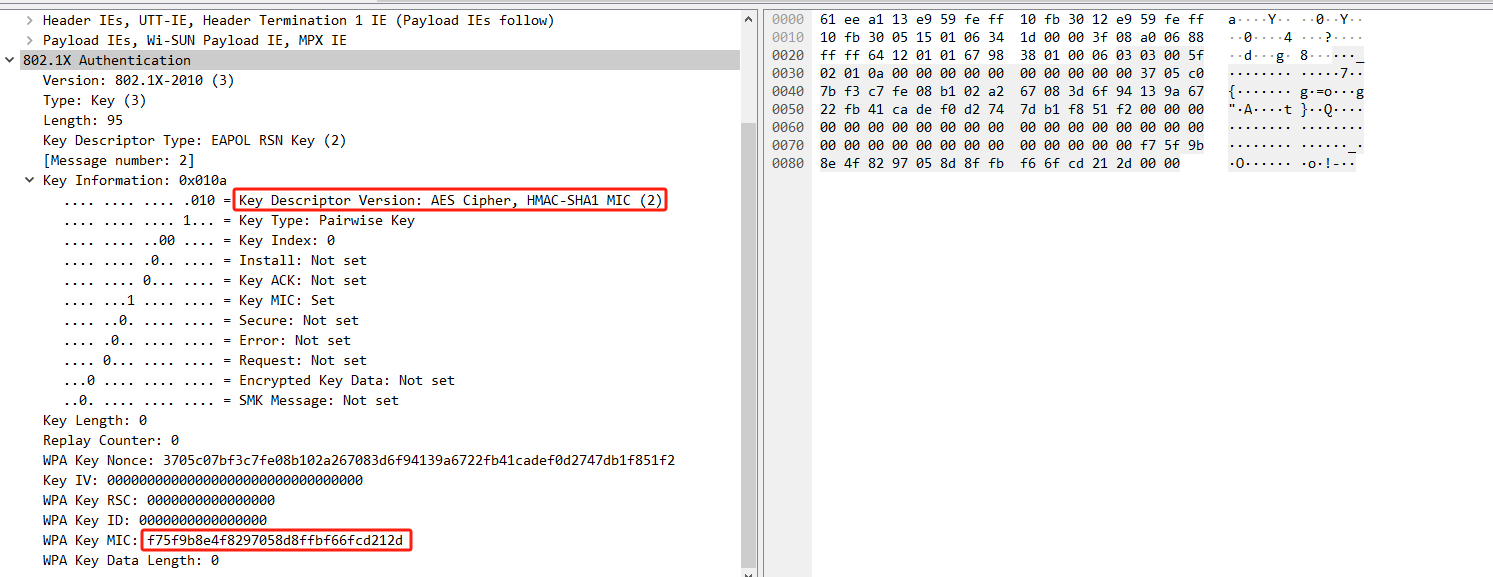 Header IEs, UTT-IE, Header Termination 1 IE (Payload IEs follow)
Payload IEs, Wi-SUN Payload IE, MPX IE
802.1X Authentication
Version: 802.1X-2010 (3)
Type: Key (3)
Length: 95
Key Descriptor Type: EAPOL RSN Key (2)
[Message number: 2]
Key Information: 0x010a
.... .... .... .010 = Key Descriptor Version: AES Cipher, HMAC-SHA1 MIC (2)
.... .... .... 1... = Key Type: Pairwise Key
.... .... ..00 .... = Key Index: 0
.... .... .0.. .... = Install: Not set
.... .... 0... .... = Key ACK: Not set
.... ...1 .... .... = Key MIC: Set
.... ..0. .... .... = Secure: Not set
.... .0.. .... .... = Error: Not set
.... 0... .... .... = Request: Not set
...0 .... .... .... = Encrypted Key Data: Not set
..0. .... .... .... = SMK Message: Not set
Key Length: 0
Replay Counter: 0
WPA Key Nonce: 3705c07bf3c7fe08b102a267083d6f94139a6722fb41cadef0d2747db1f851f2
Key IV: 00000000000000000000000000000000
WPA Key RSC: 0000000000000000
WPA Key ID: 0000000000000000
WPA Key MIC: f75f9b8e4f8297058d8ffbf66fcd212d
WPA Key Data Length: 0
0000 61 ee a1 13 e9 59 fe ff 10 fb 30 12 e9 59 fe ff a····Y·· ··0··Y··
0010 10 fb 30 05 15 01 06 34 1d 00 00 3f 08 a0 06 88 ··0····4 ···?····
0020 ff ff 64 12 01 01 67 98 38 01 00 06 03 03 00 5f ··d···g· 8······_
0030 02 01 0a 00 00 00 00 00 00 00 00 00 00 37 05 c0 ········ ·····7··
0040 7b f3 c7 fe 08 b1 02 a2 67 08 3d 6f 94 13 9a 67 {······· g·=o···g
0050 22 fb 41 ca de f0 d2 74 7d b1 f8 51 f2 00 00 00 "·A····t }··Q····
0060 00 00 00 00 00 00 00 00 00 00 00 00 00 00 00 00 ········ ········
0070 00 00 00 00 00 00 00 00 00 00 00 00 00 f7 5f 9b ········ ······_·
0080 8e 4f 82 97 05 8d 8f fb f6 6f cd 21 2d 00 00 ·O······ ·o·!-··